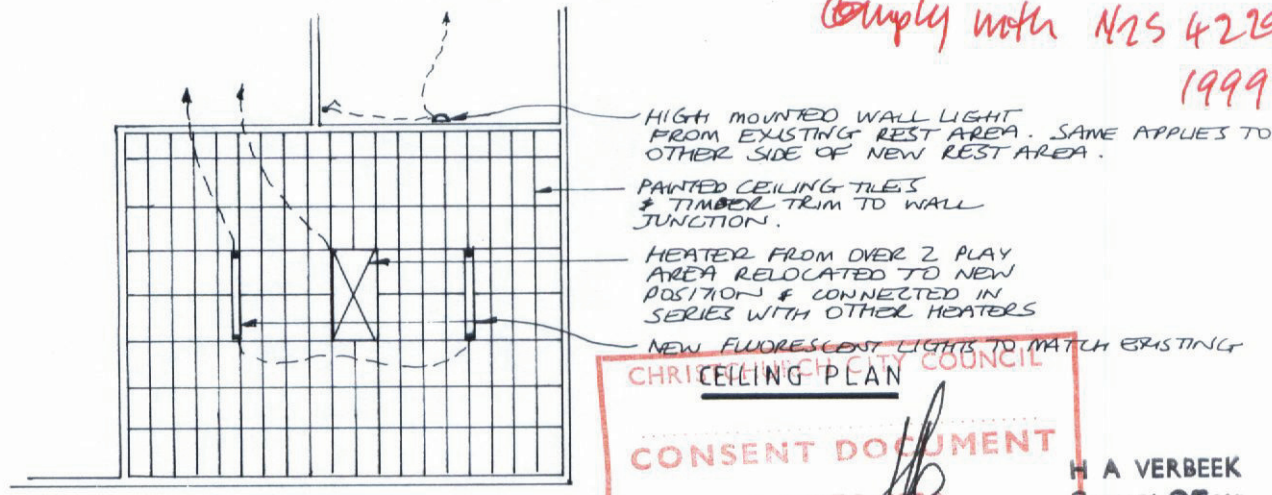 Comply with NZS 4229
1999
HIGH MOUNTED WALL LIGHT
FROM EXISTING REST AREA. SAME APPLIES TO
OTHER SIDE OF NEW REST AREA.
PAINTED CEILING TILES
& TIMBER TRIM TO WALL
JUNCTION.
HEATER FROM OVER 2 PLAY
AREA RELOCATED TO NEW
POSITION & CONNECTED IN
SERIES WITH OTHER HEATERS
NEW FLUORESCENT LIGHTS TO MATCH EXISTING
CHRISTCHURCH CITY COUNCIL
CEILING PLAN
CONSENT DOCUMENT
H A VERBEEK